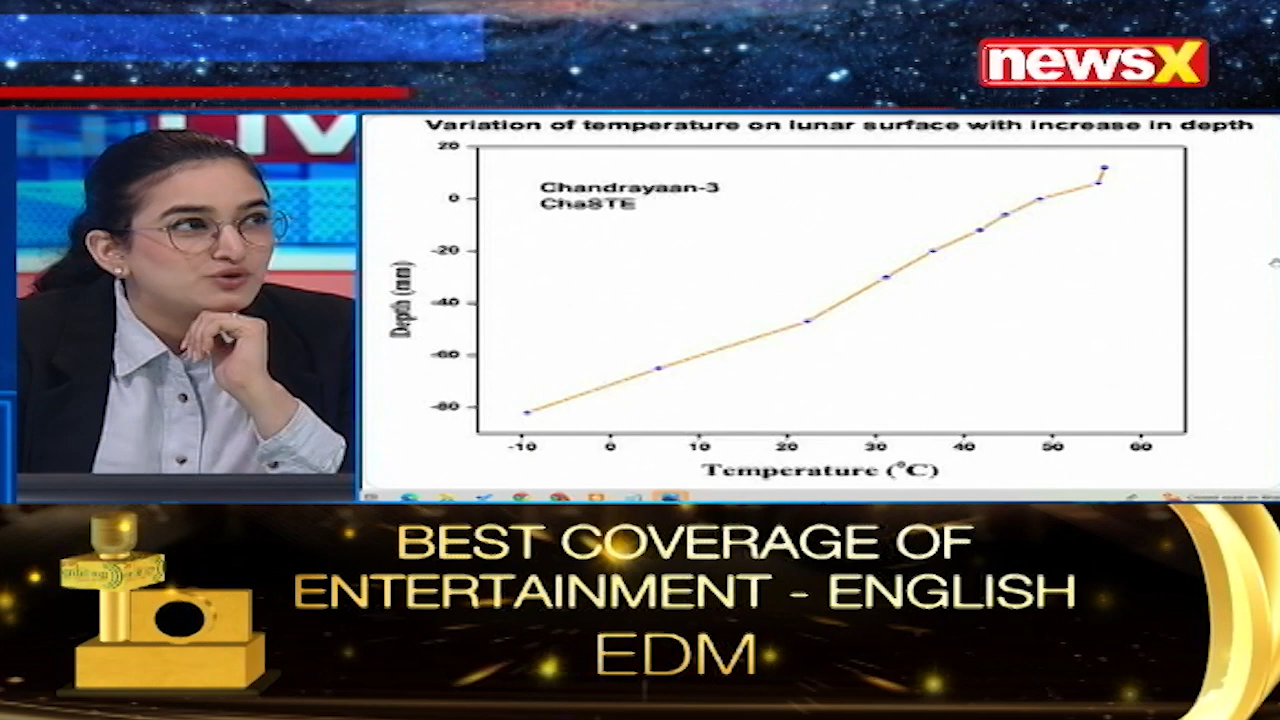 newsX
LIV
Variation of temperature on lunar surface with increase in depth
20
Chandrayaan-3
0
ChaSTE
-20
Depth (mm)
-40
-60
-80
-10 0 10 20 30 40 50 60
Temperature (°C)
BEST COVERAGE OF
ENTERTAINMENT - ENGLISH
EDM